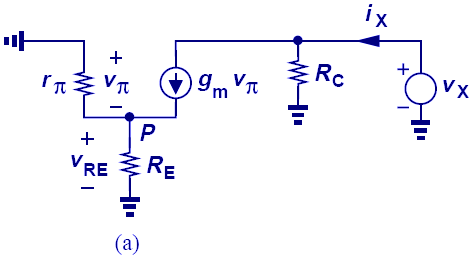 i_X
+
r_π v_π g_m v_π R_C + v_X
−
−
+ P
v_RE R_E
−
(a)